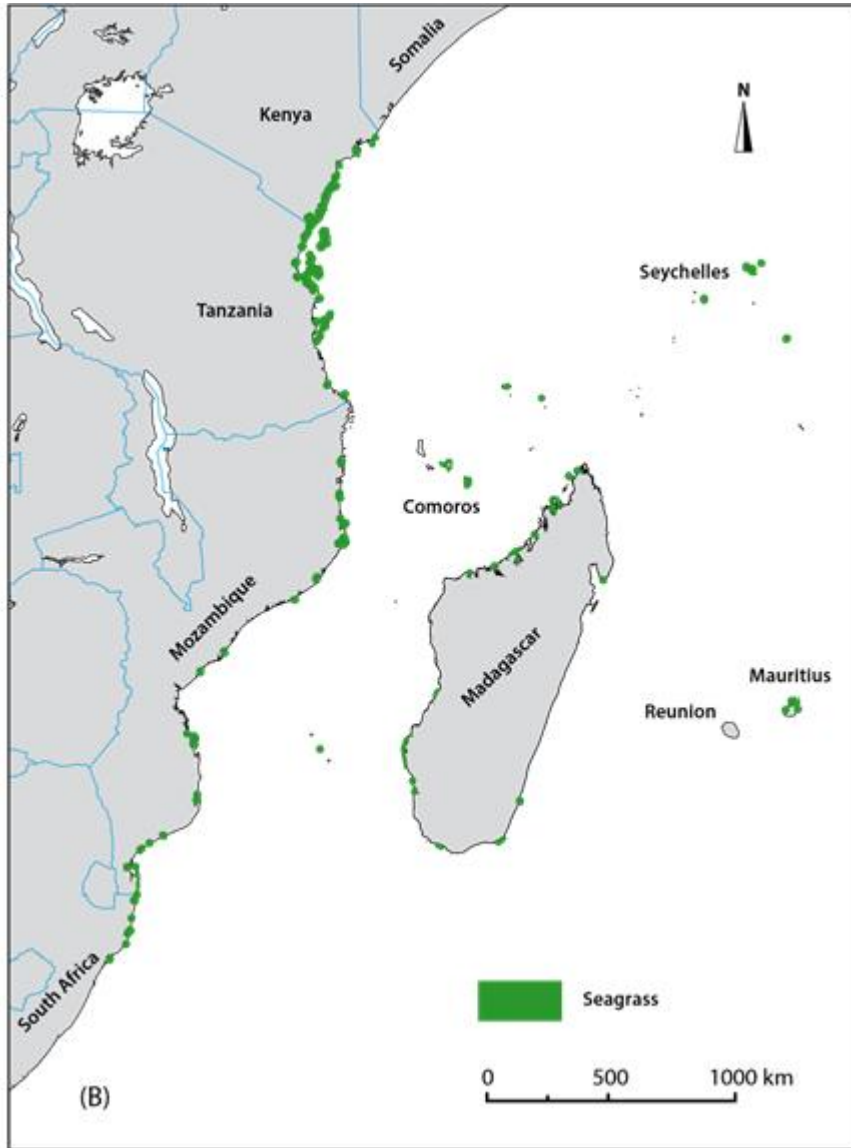 Somalia
Kenya
N
Seychelles
Tanzania
Comoros
Mozambique
Madagascar
Mauritius
Reunion
South Africa
Seagrass
0 500 1000 km
(B)